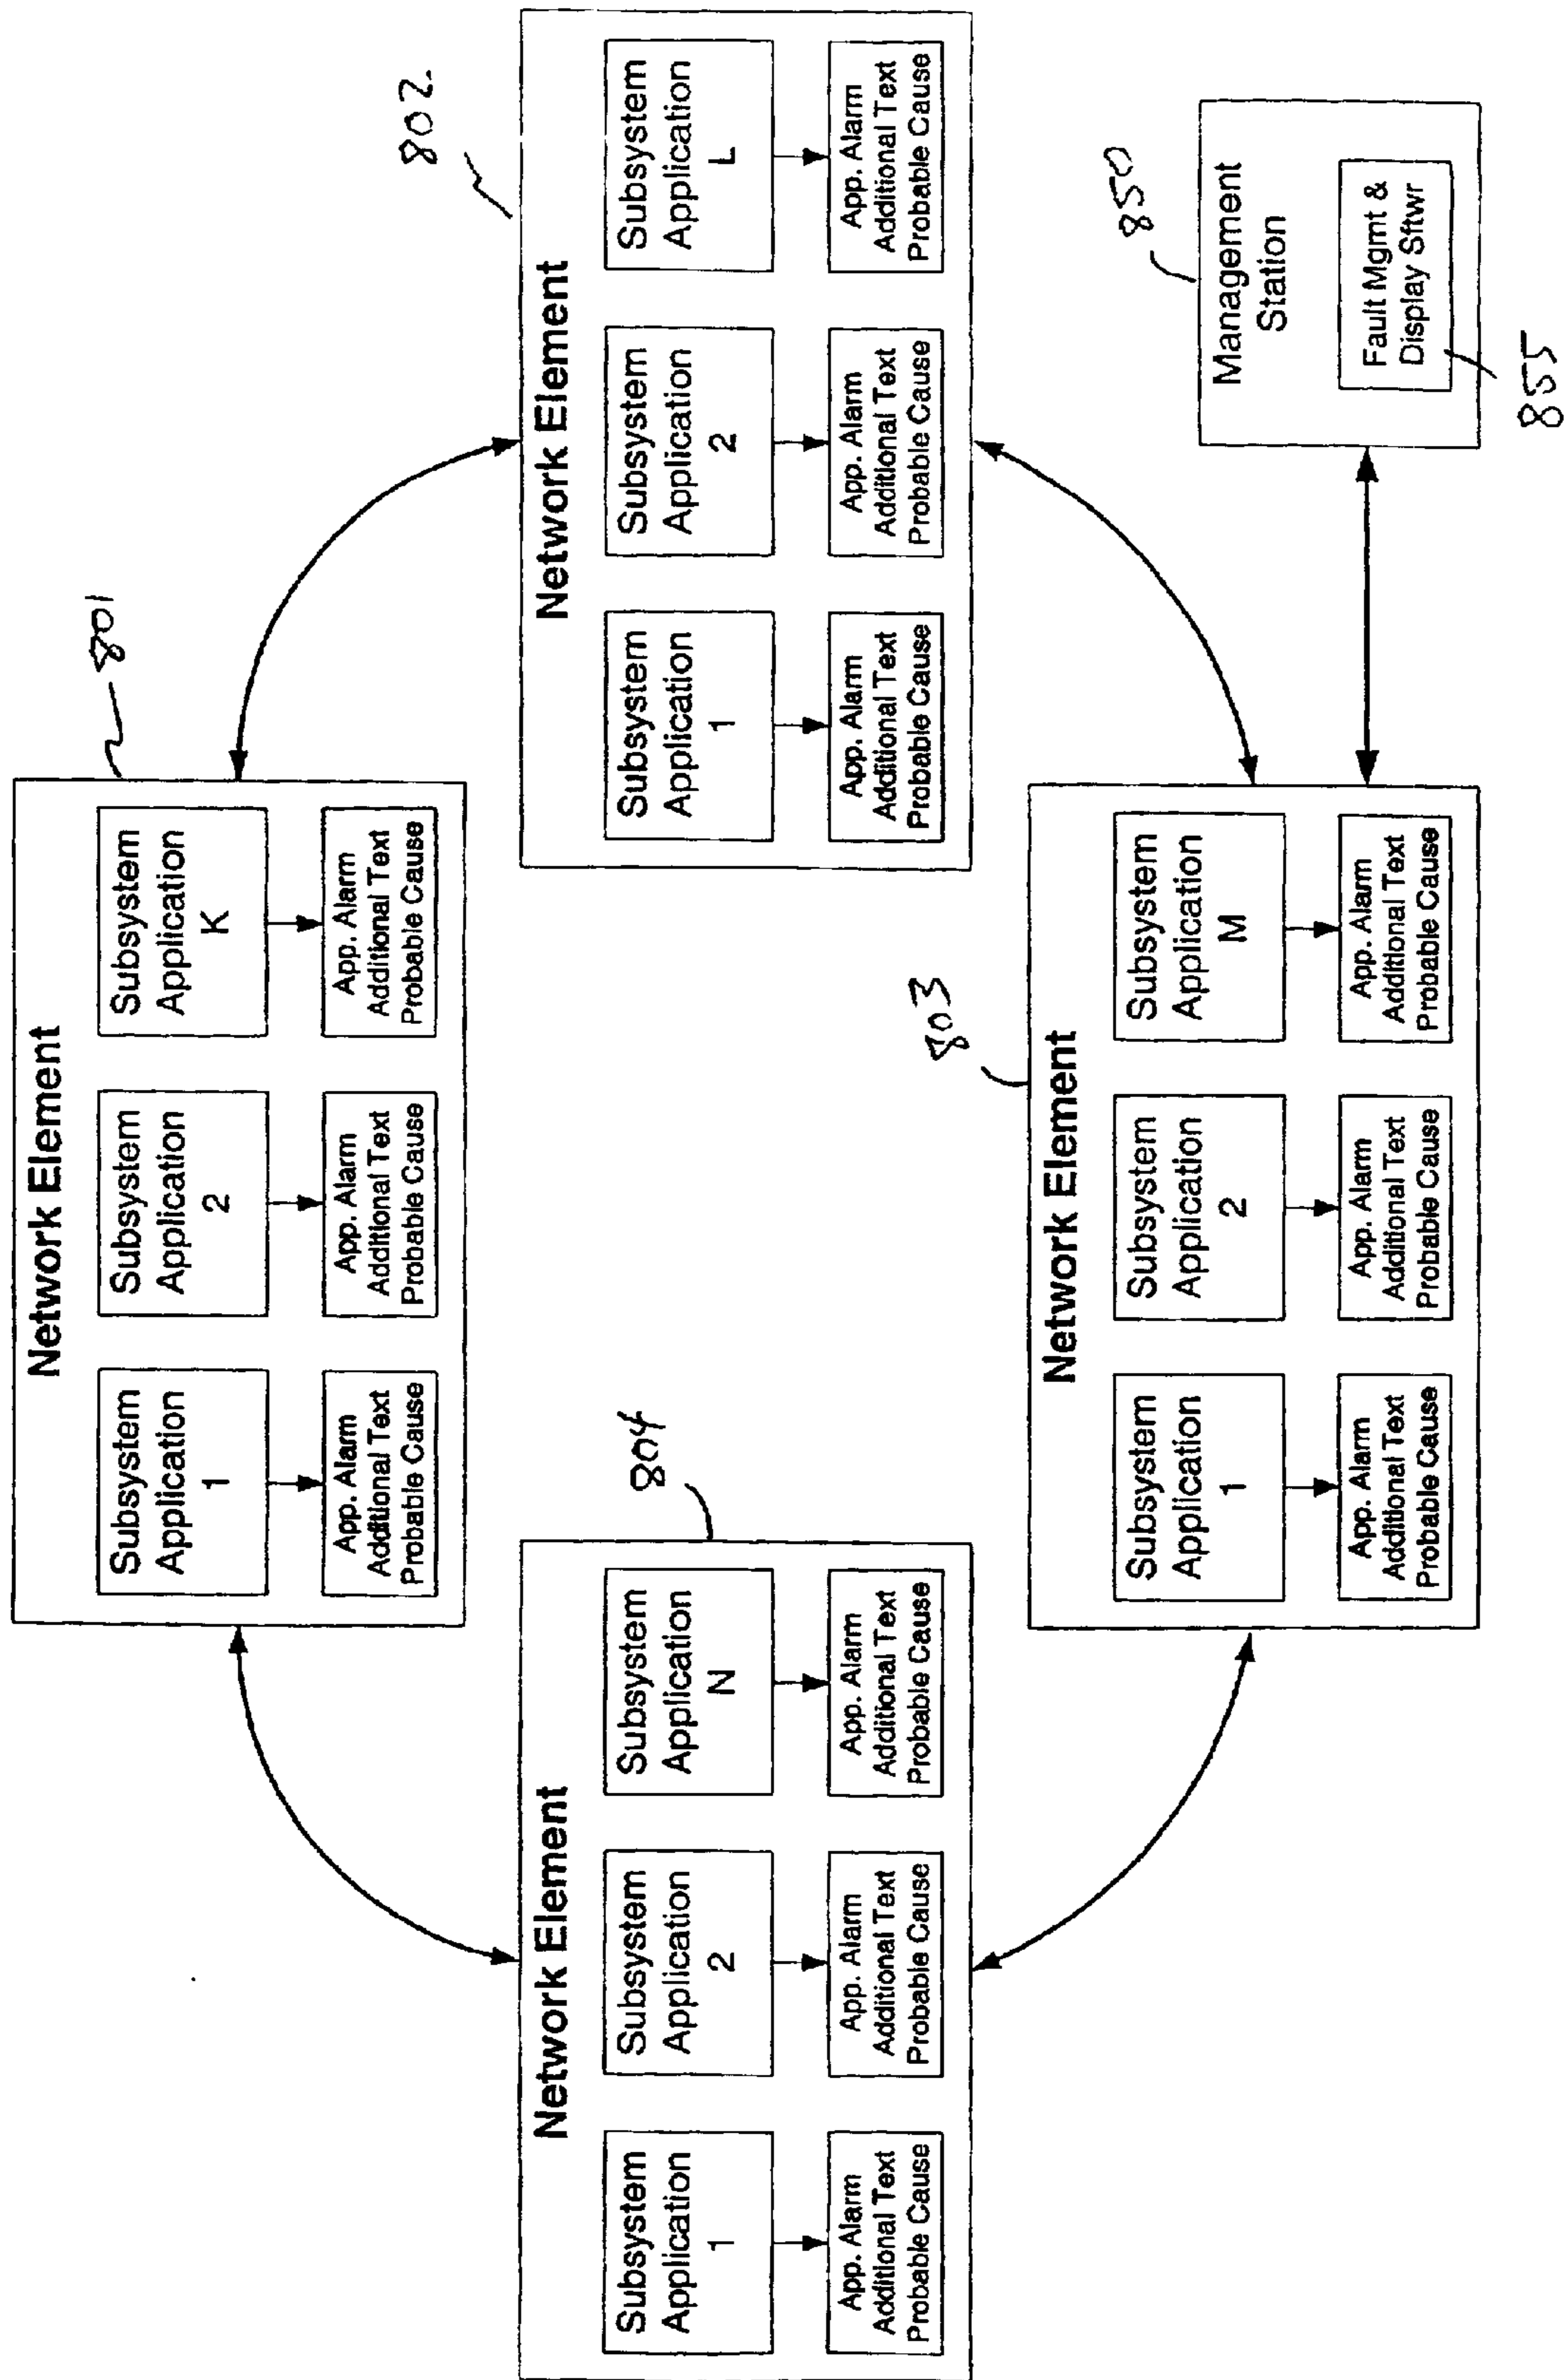 801
Network Element
Subsystem
Application
1
App. Alarm
Additional Text
Probable Cause
Subsystem
Application
2
App. Alarm
Additional Text
Probable Cause
Subsystem
Application
K
App. Alarm
Additional Text
Probable Cause
804
Network Element
Subsystem
Application
1
App. Alarm
Additional Text
Probable Cause
Subsystem
Application
2
App. Alarm
Additional Text
Probable Cause
Subsystem
Application
N
App. Alarm
Additional Text
Probable Cause
802
Network Element
Subsystem
Application
1
App. Alarm
Additional Text
Probable Cause
Subsystem
Application
2
App. Alarm
Additional Text
Probable Cause
Subsystem
Application
L
App. Alarm
Additional Text
Probable Cause
803
Network Element
Subsystem
Application
1
App. Alarm
Additional Text
Probable Cause
Subsystem
Application
2
App. Alarm
Additional Text
Probable Cause
Subsystem
Application
M
App. Alarm
Additional Text
Probable Cause
850
Management
Station
Fault Mgmt &
Display Sftwr
855